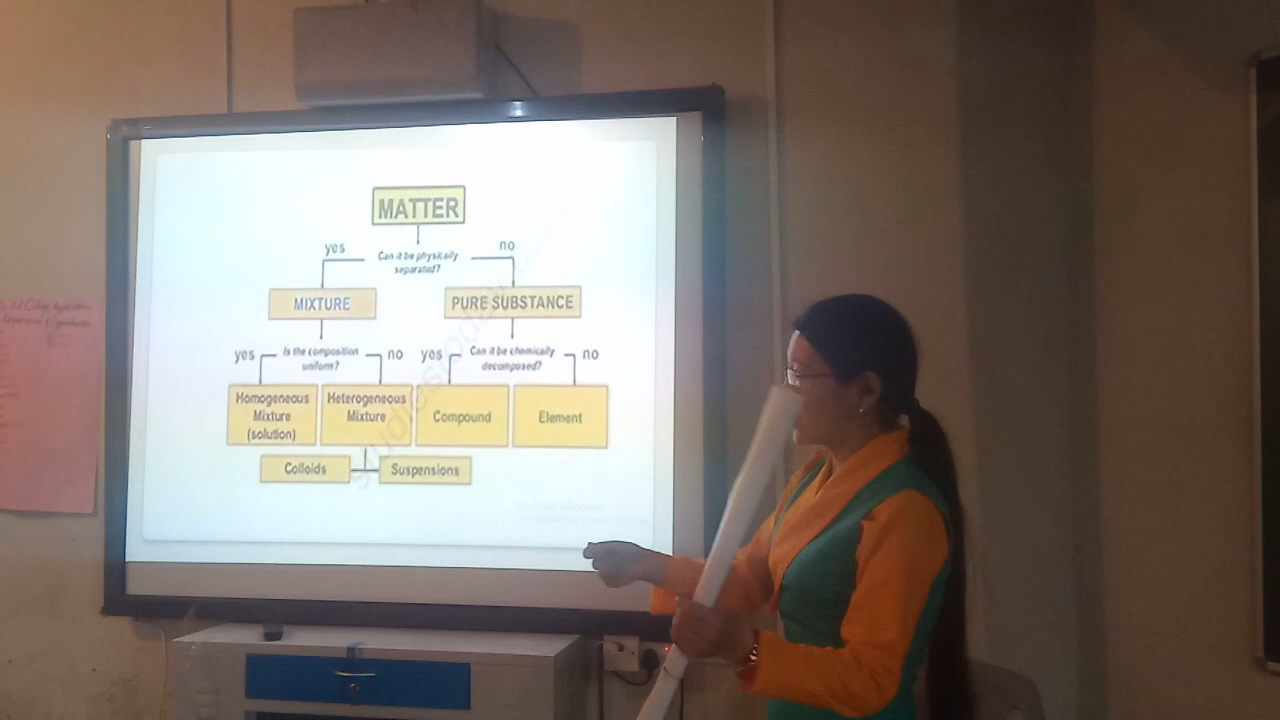 MATTER
yes
no
Can it be physically
separated?
MIXTURE
PURE SUBSTANCE
yes
Is the composition
uniform?
no
yes
Can it be chemically
decomposed?
no
Homogeneous
Mixture
(solution)
Heterogeneous
Mixture
Compound
Element
Colloids
Suspensions